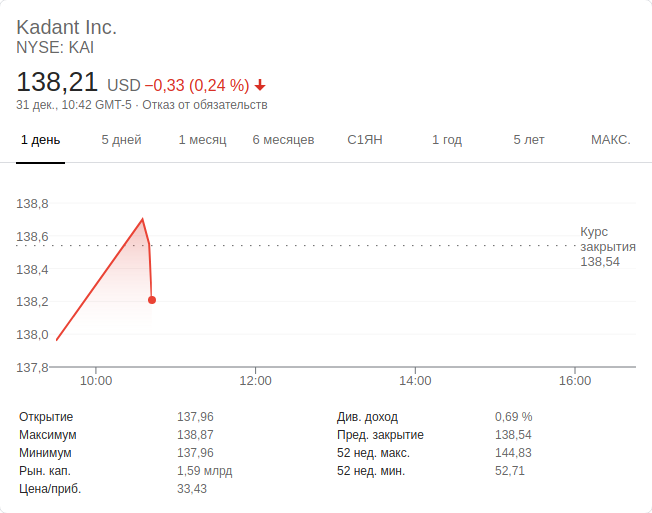 Kadant Inc.
NYSE: KAI
138,21 USD −0,33 (0,24 %)
31 дек., 10:42 GMT-5 · Отказ от обязательств
1 день 5 дней 1 месяц 6 месяцев С1ЯН 1 год 5 лет МАКС.
138,8
138,6
138,4
138,2
138,0
137,8
Курс
закрытия
138,54
10:00 12:00 14:00 16:00
Открытие 137,96 Див. доход 0,69 %
Максимум 138,87 Пред. закрытие 138,54
Минимум 137,96 52 нед. макс. 144,83
Рын. кап. 1,59 млрд 52 нед. мин. 52,71
Цена/приб. 33,43